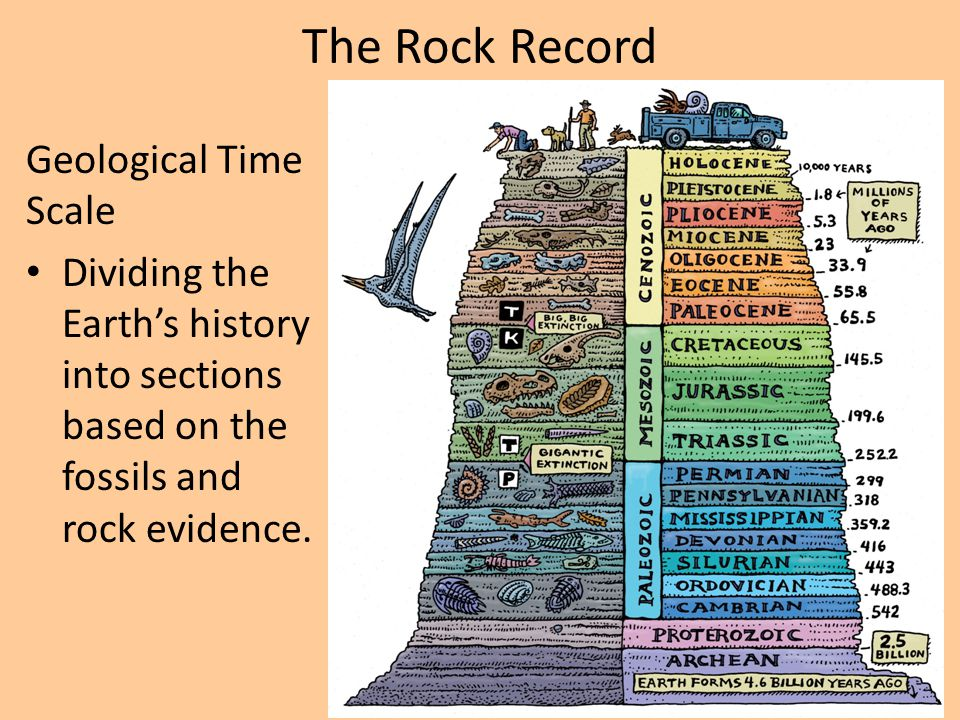 The Rock Record
Geological Time
Scale
• Dividing the
Earth’s history
into sections
based on the
fossils and
rock evidence.
HOLOCENE
PLEISTOCENE
PLIOCENE
MIOCENE
OLIGOCENE
EOCENE
PALEOCENE
CENOZOIC
10,000 YEARS
1.8
MILLIONS
OF
YEARS
AGO
5.3
23
33.9
55.8
65.5
T
BIG, BIG
EXTINCTION
K
CRETACEOUS
JURASSIC
TRIASSIC
MESOZOIC
145.5
199.6
252.2
T
GIGANTIC
EXTINCTION
P
PERMIAN
PENNSYLVANIAN
MISSISSIPPIAN
DEVONIAN
SILURIAN
ORDOVICIAN
CAMBRIAN
PALEOZOIC
299
318
359.2
416
443
488.3
542
PROTEROZOIC
2.5
BILLION
ARCHEAN
EARTH FORMS 4.6 BILLION YEARS AGO